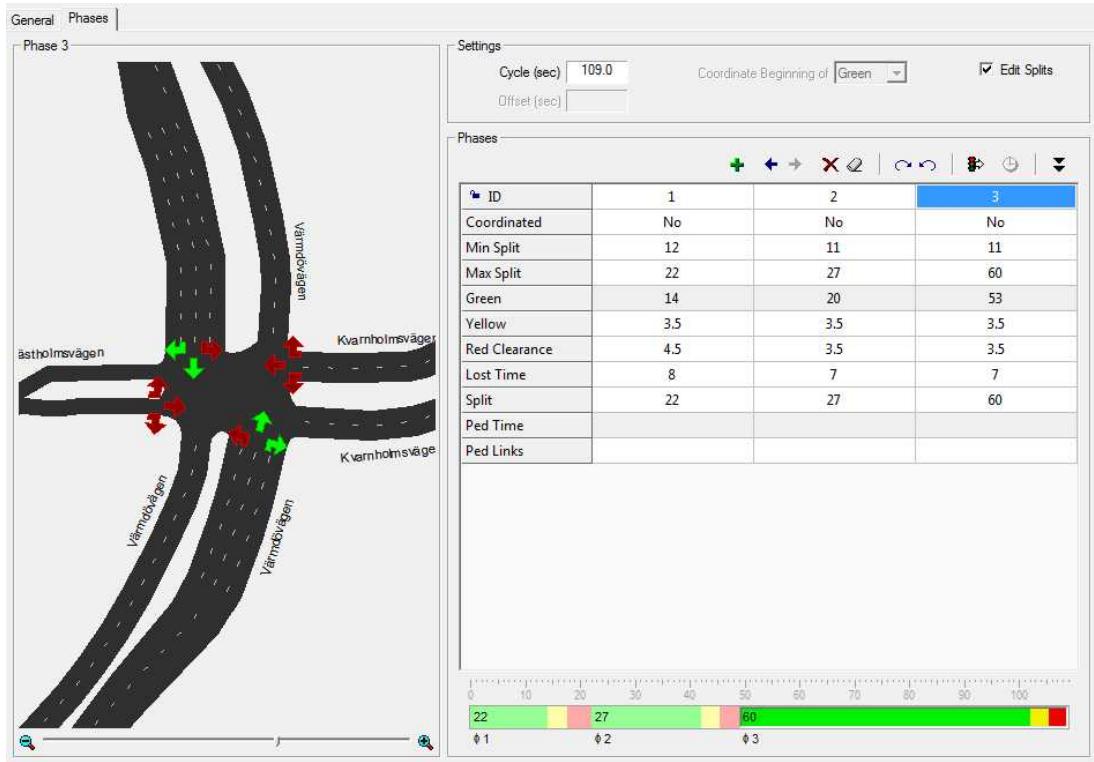 General Phases
Phase 3
Värmdövägen
ästholmsvägen
Kvarnholmsväger
Kvarnholmsväge
Värmdövägen
Värmdövägen
Settings
Cycle (sec) 109.0 Coordinate Beginning of Green Edit Splits
Offset (sec)
Phases
ID 1 2 3
Coordinated No No No
Min Split 12 11 11
Max Split 22 27 60
Green 14 20 53
Yellow 3.5 3.5 3.5
Red Clearance 4.5 3.5 3.5
Lost Time 8 7 7
Split 22 27 60
Ped Time
Ped Links
0 10 20 30 40 50 60 70 80 90 100
22 27 60
ϕ 1 ϕ 2 ϕ 3